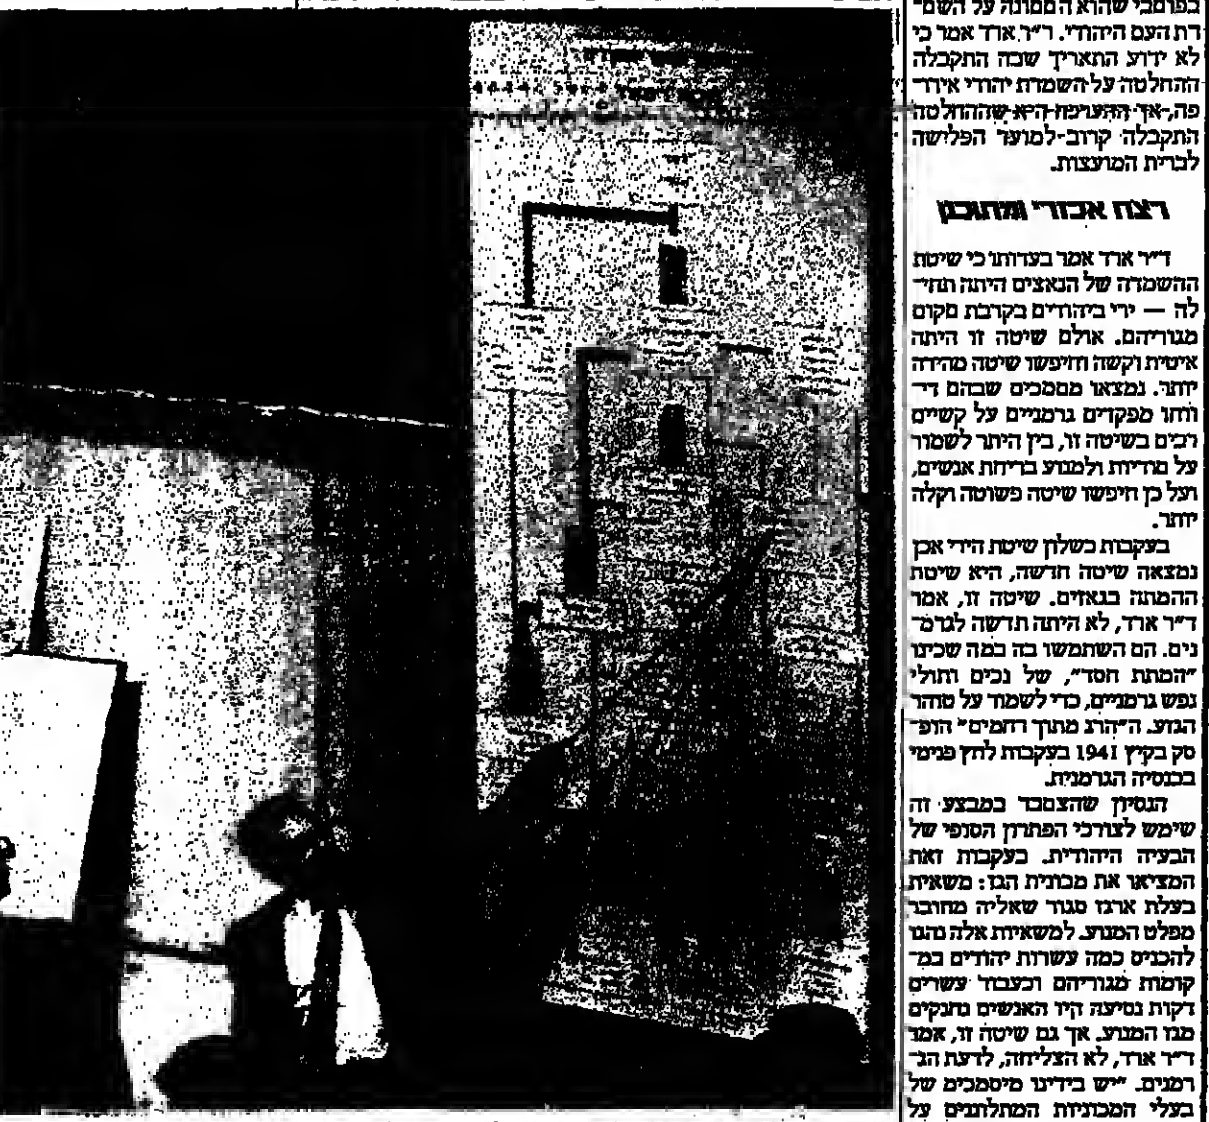 בפומבי שהוא הממונה על השמ־
דת העם היהודי. ד״ר ארד אמר כי
לא ידוע התאריך שבה התקבלה
ההחלטה על השמדת יהודי אירו־
פה, אך ההערכה היא שההחלטה
התקבלה קרוב למועד הפלישה
לברית המועצות.
רצח אכזרי ומתוכנן
ד״ר ארד אמר בעדותו כי שיטת
ההשמדה של הנאצים היתה תחי־
לה — ירי ביהודים בקרבת מקום
מגוריהם. אולם שיטה זו היתה
איטית וקשה וחיפשו שיטה מהירה
יותר. נמצאו מסמכים שבהם די־
ווחו מפקדים גרמניים על קשיים
רבים בשיטה זו, בין היתר לשמור
על סודיות ולמנוע בריחת אנשים,
ועל כן חיפשו שיטה פשוטה וקלה
יותר.
בעקבות כשלון שיטת הירי אכן
נמצאה שיטה חדשה, היא שיטת
ההמתה בגאזים. שיטה זו, אמר
ד״ר ארד, לא היתה חדשה לגרמ־
נים. הם השתמשו בה במה שכינו
״המתת חסד״, של נכים וחולי
נפש גרמניים, כדי לשמור על טוהר
הגזע. ה״הרג מתוך רחמים״ הופ־
סק בקיץ 1941 בעקבות לחץ פנימי
בכנסיה הגרמנית.
הנסיון שהצטבר במבצע זה
שימש לצורכי הפתרון הסופי של
הבעיה היהודית. בעקבות זאת
המציאו את מכונית הגז: משאית
בעלת ארגז סגור שאליה מחובר
מפלט המנוע. למשאיות אלה נהגו
להכניס כמה עשרות יהודים במ־
קומות מגוריהם וכעבור עשרים
דקות נסיעה היו האנשים נחנקים
מגז המנוע. אך גם שיטה זו, אמר
ד״ר ארד, לא הצליחה, לדעת הג־
רמנים. ״יש בידינו מיסמכים של
בעלי המכוניות המתלוננים על